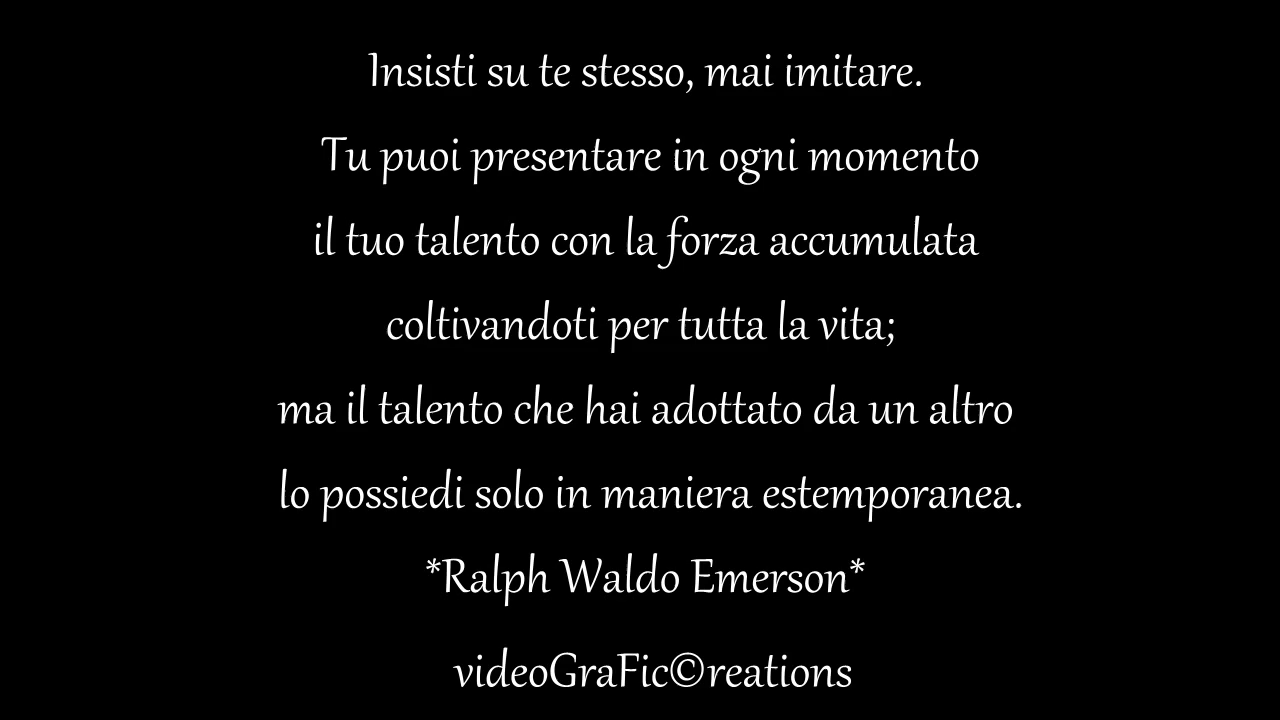 Insisti su te stesso, mai imitare.
Tu puoi presentare in ogni momento
il tuo talento con la forza accumulata
coltivandoti per tutta la vita;
ma il talento che hai adottato da un altro
lo possiedi solo in maniera estemporanea.
*Ralph Waldo Emerson*
videoGraFic©reations